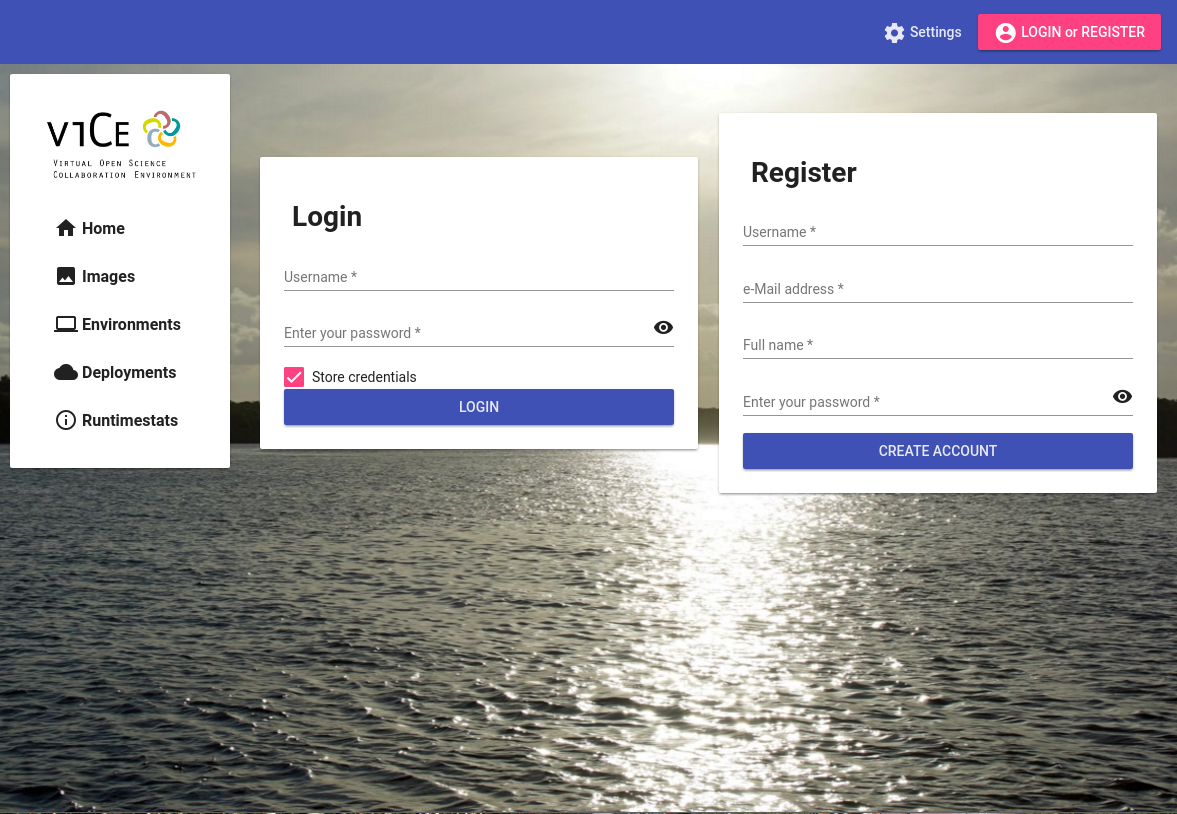 Settings
LOGIN or REGISTER
ViCE
VIRTUAL OPEN SCIENCE
COLLABORATION ENVIRONMENT
Home
Images
Environments
Deployments
Runtimestats
Login
Username *
Enter your password *
Store credentials
LOGIN
Register
Username *
e-Mail address *
Full name *
Enter your password *
CREATE ACCOUNT